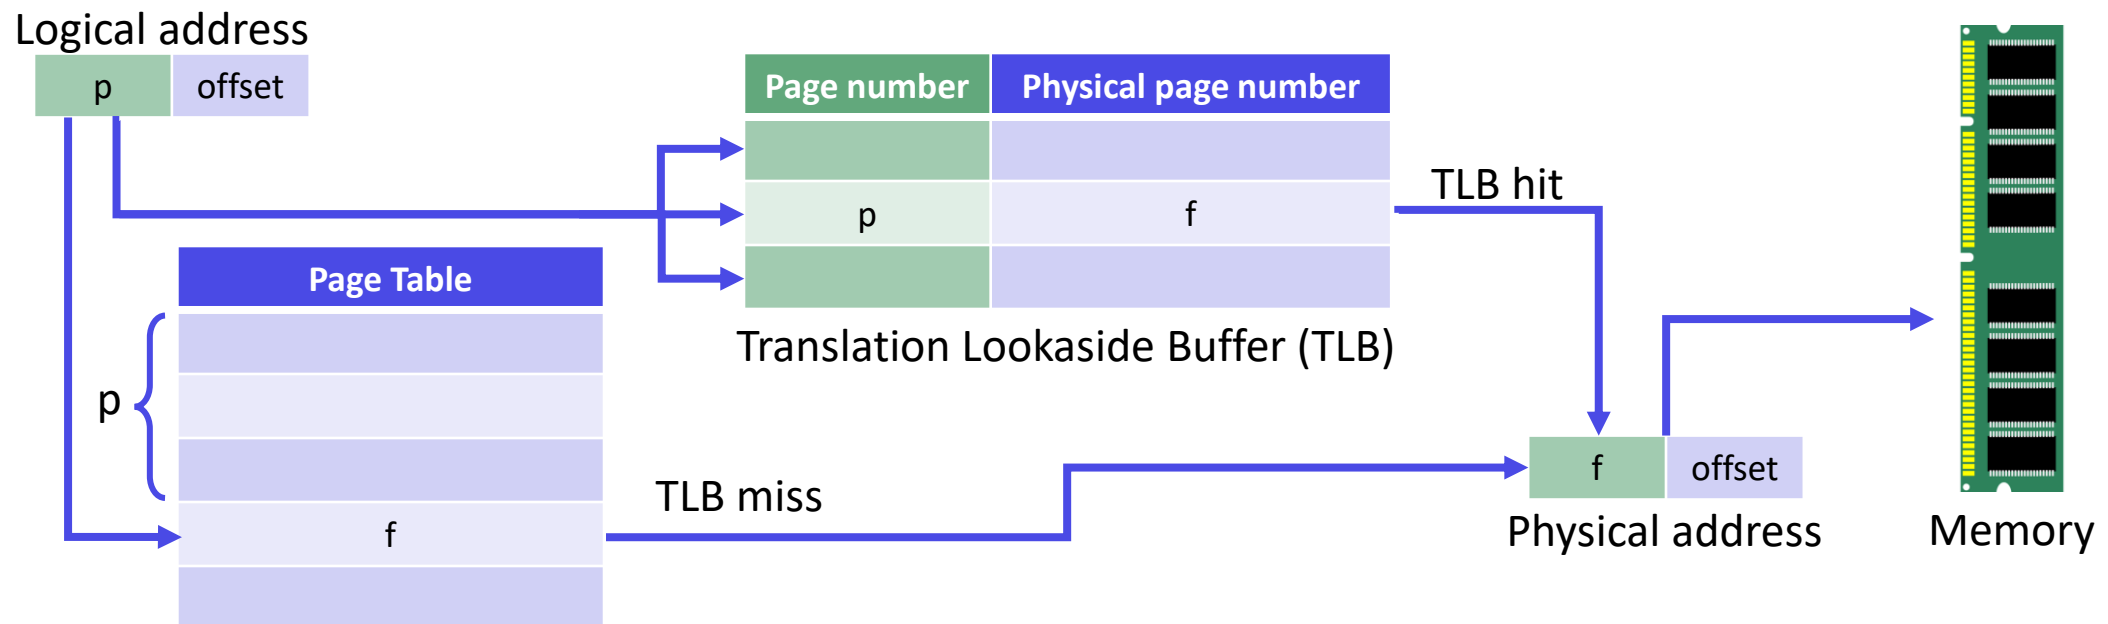 Logical address
p offset
Page number Physical page number
p f
TLB hit
Translation Lookaside Buffer (TLB)
Page Table
p
f
TLB miss
f offset
Physical address
Memory